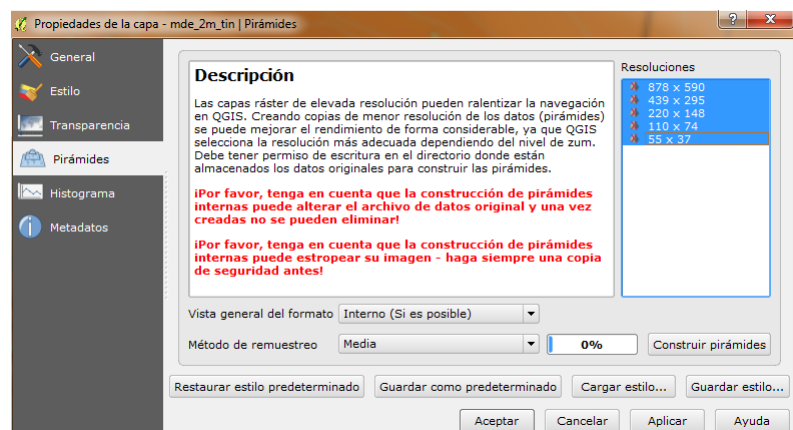 Propiedades de la capa - mde_2m_tin | Pirámides
General
Estilo
Transparencia
Pirámides
Histograma
Metadatos
Descripción
Las capas ráster de elevada resolución pueden ralentizar la navegación
en QGIS. Creando copias de menor resolución de los datos (pirámides)
se puede mejorar el rendimiento de forma considerable, ya que QGIS
selecciona la resolución más adecuada dependiendo del nivel de zum.
Debe tener permiso de escritura en el directorio donde están
almacenados los datos originales para construir las pirámides.
¡Por favor, tenga en cuenta que la construcción de pirámides
internas puede alterar el archivo de datos original y una vez
creadas no se pueden eliminar!
¡Por favor, tenga en cuenta que la construcción de pirámides
internas puede estropear su imagen - haga siempre una copia
de seguridad antes!
Resoluciones
878 x 590
439 x 295
220 x 148
110 x 74
55 x 37
Vista general del formato Interno (Si es posible)
Método de remuestreo Media 0% Construir pirámides
Restaurar estilo predeterminado Guardar como predeterminado Cargar estilo... Guardar estilo...
Aceptar Cancelar Aplicar Ayuda